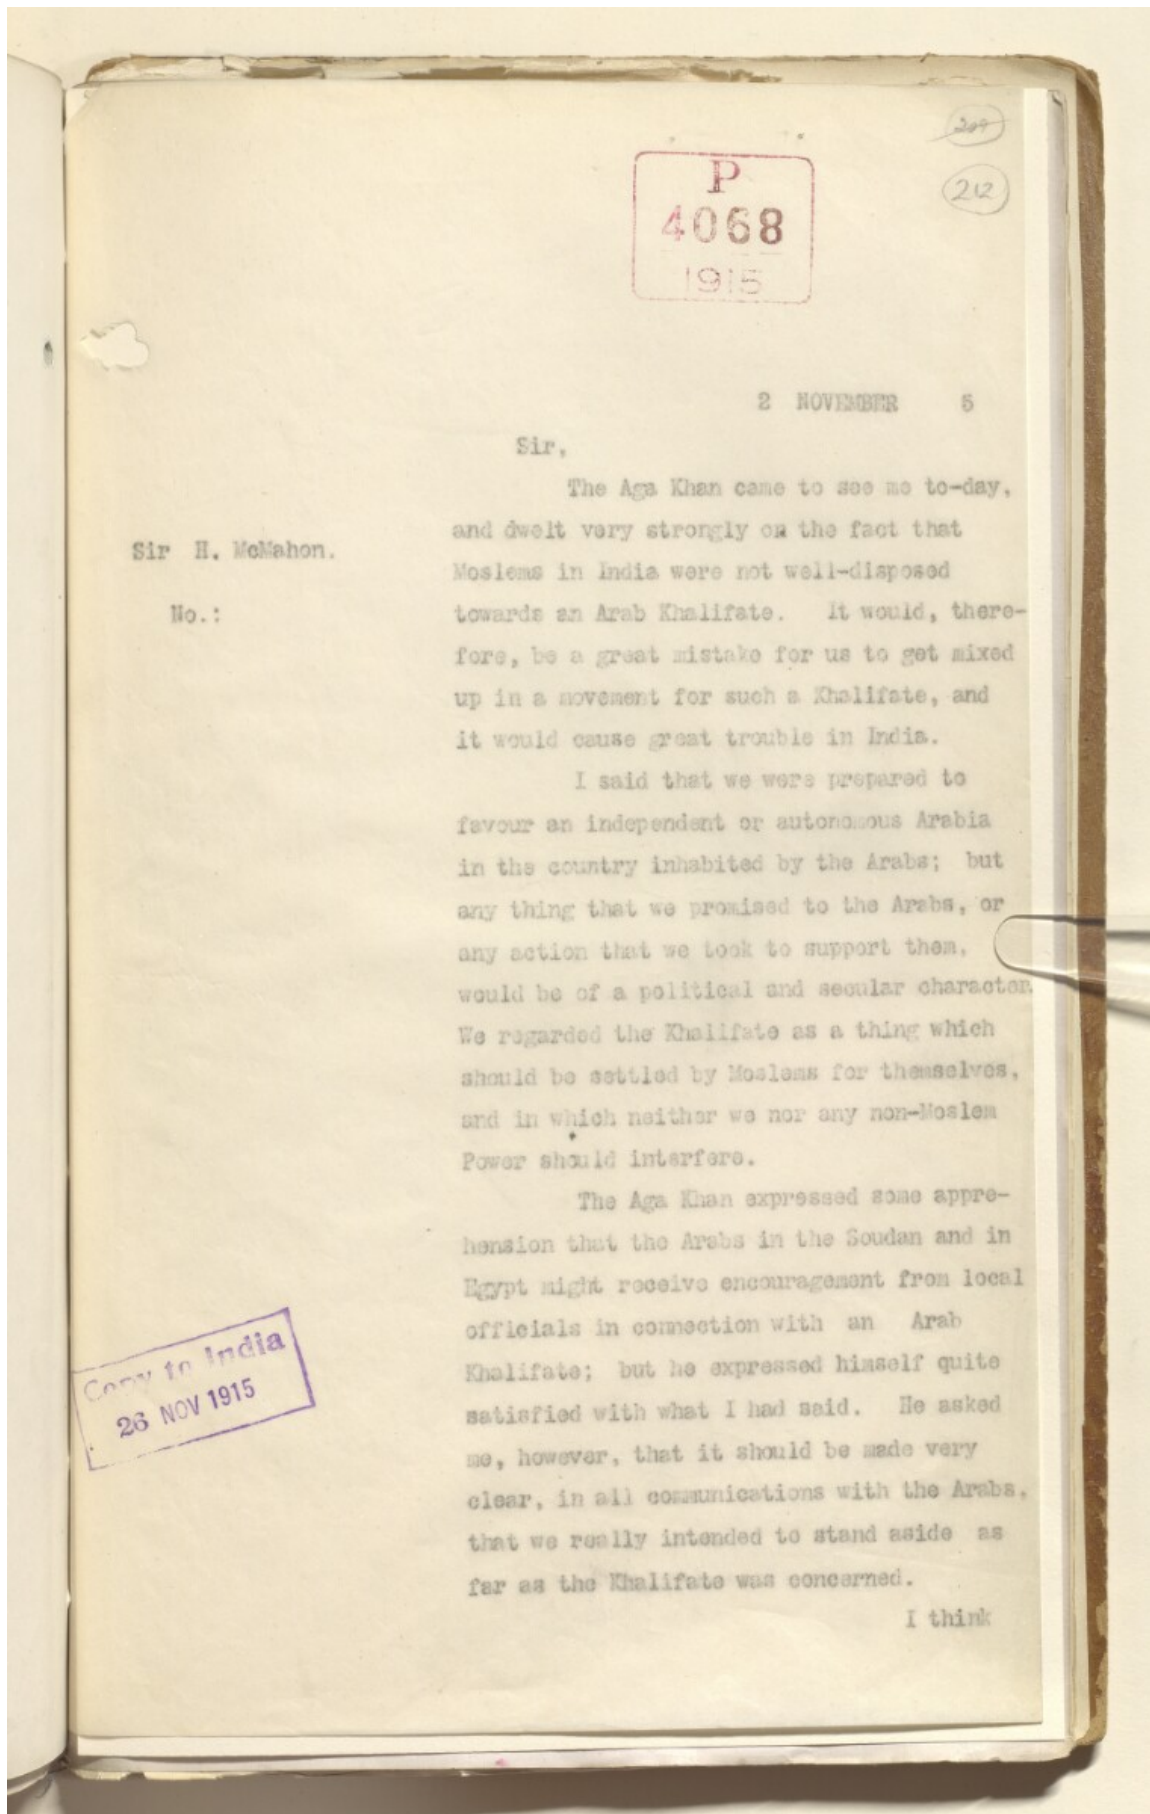 209
212
P
4068
1915
2 NOVEMBER 5
Sir,
The Aga Khan came to see me to-day,
and dwelt very strongly on the fact that
Sir H. McMahon.
Moslems in India were not well-disposed
No.:
towards an Arab Khalifate. It would, there-
fore, be a great mistake for us to get mixed
up in a movement for such a Khalifate, and
it would cause great trouble in India.
I said that we were prepared to
favour an independent or autonomous Arabia
in the country inhabited by the Arabs; but
any thing that we promised to the Arabs, or
any action that we took to support them,
would be of a political and secular character.
We regarded the Khalifate as a thing which
should be settled by Moslems for themselves,
and in which neither we nor any non-Moslem
Power should interfere.
The Aga Khan expressed some appre-
hension that the Arabs in the Soudan and in
Egypt might receive encouragement from local
officials in connection with an Arab
Khalifate; but he expressed himself quite
satisfied with what I had said. He asked
me, however, that it should be made very
clear, in all communications with the Arabs,
that we really intended to stand aside as
far as the Khalifate was concerned.
I think
Copy to India
26 NOV 1915